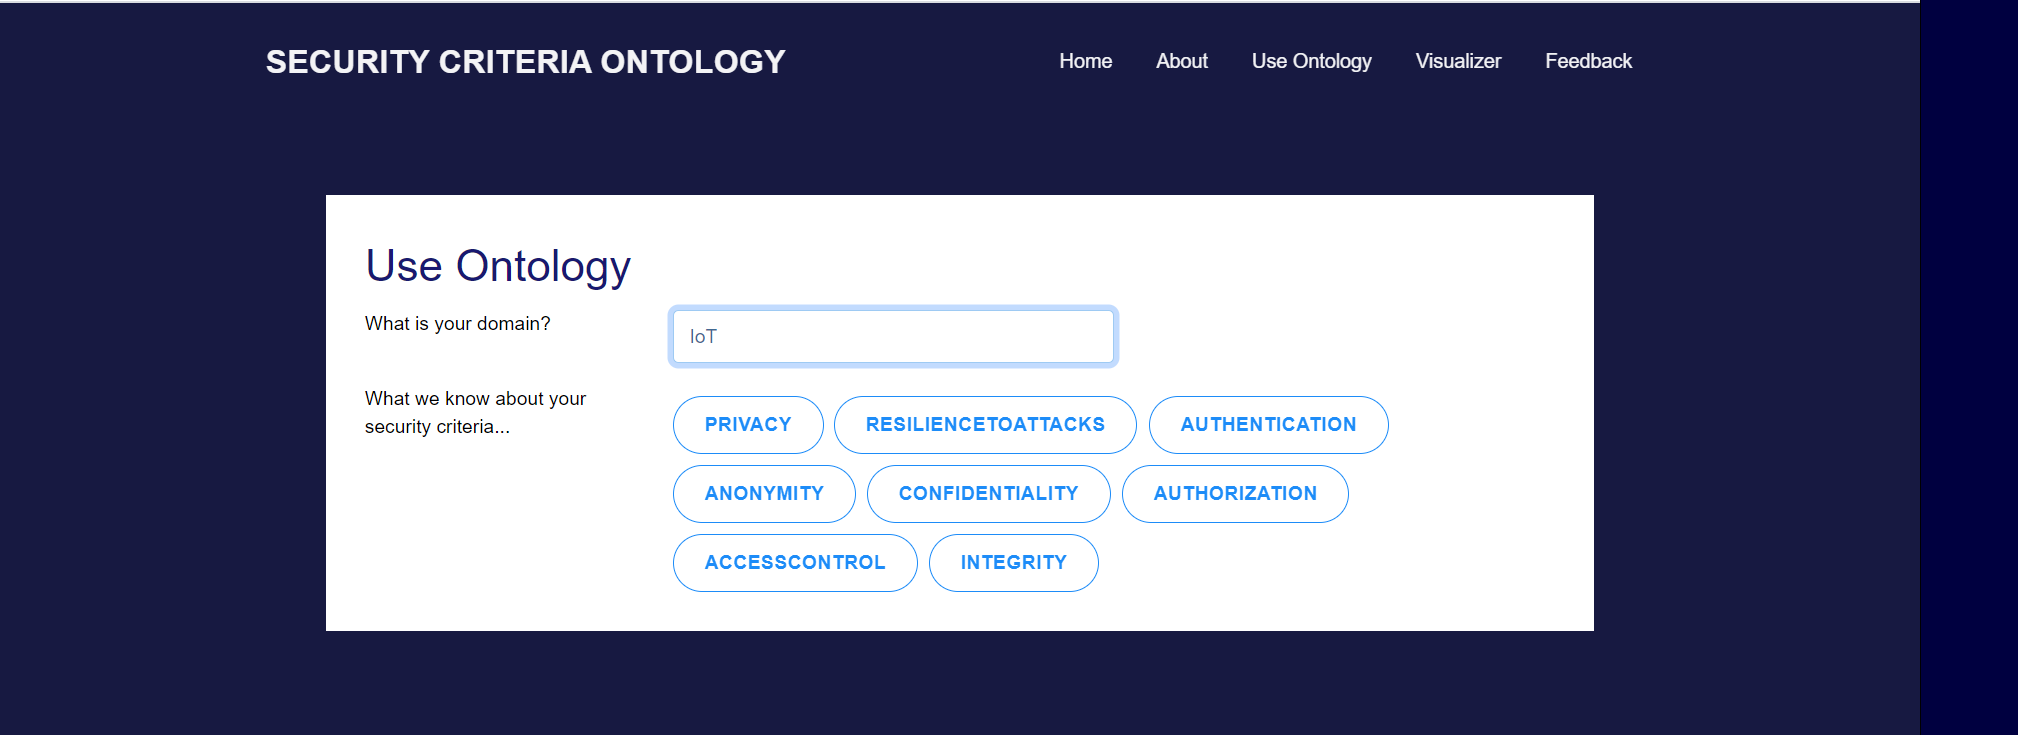 SECURITY CRITERIA ONTOLOGY Home About Use Ontology Visualizer Feedback
Use Ontology
What is your domain? IoT
What we know about your
security criteria...
PRIVACY RESILIENCETOATTACKS AUTHENTICATION
ANONYMITY CONFIDENTIALITY AUTHORIZATION
ACCESSCONTROL INTEGRITY